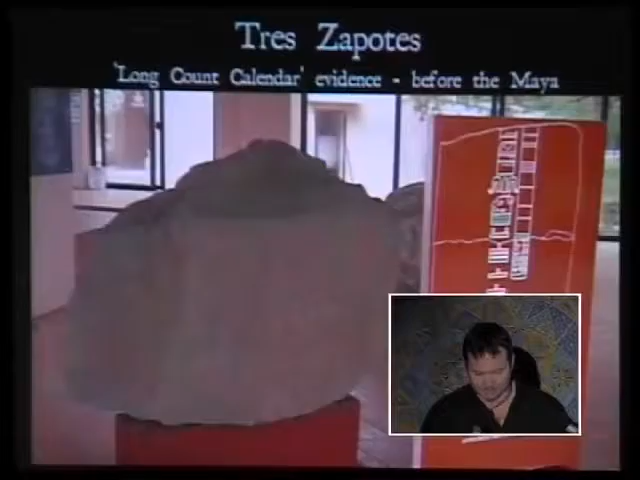 Tres Zapotes
'Long Count Calendar' evidence - before the Maya